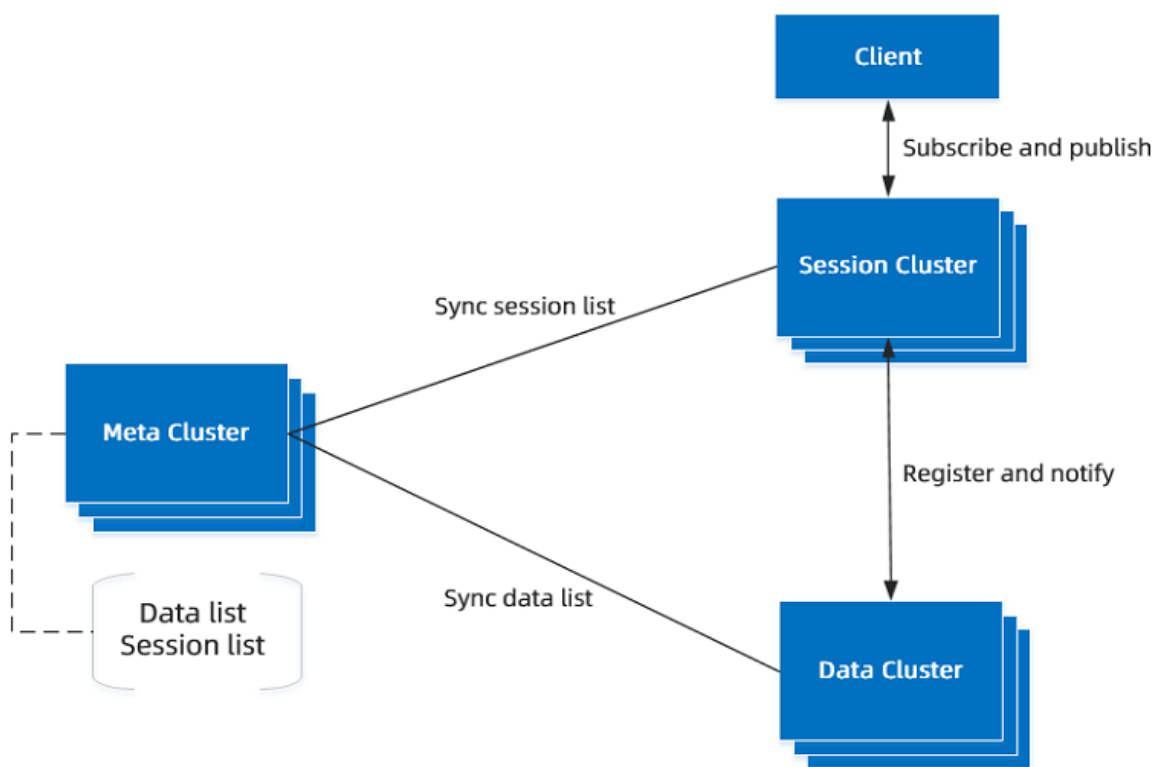 Client
Subscribe and publish
Session Cluster
Sync session list
Meta Cluster
Register and notify
Sync data list
Data list
Session list
Data Cluster